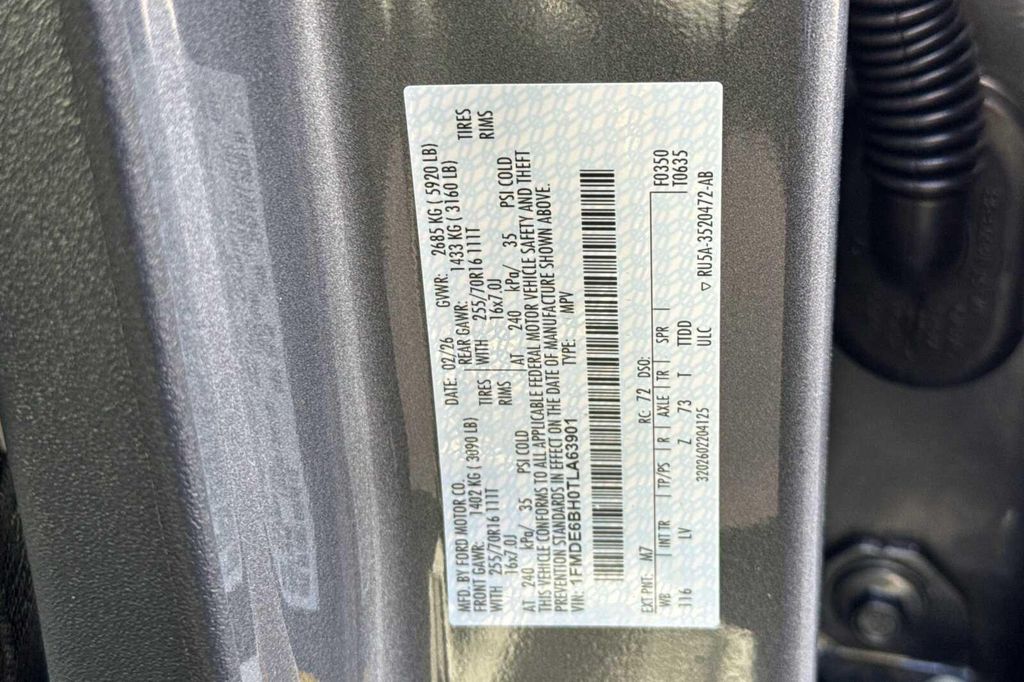 MFD. BY FORD MOTOR CO. DATE: 02/26 GVWR: 2685 KG ( 5920 LB)
FRONT GAWR: 1402 KG ( 3090 LB) REAR GAWR: 1433 KG ( 3160 LB)
WITH 255/70R16 111T TIRES WITH 255/70R16 111T TIRES
16x7.0J RIMS 16x7.0J RIMS
AT 240 kPa/ 35 PSI COLD AT 240 kPa/ 35 PSI COLD
THIS VEHICLE CONFORMS TO ALL APPLICABLE FEDERAL MOTOR VEHICLE SAFETY AND THEFT
PREVENTION STANDARDS IN EFFECT ON THE DATE OF MANUFACTURE SHOWN ABOVE.
VIN: 1FMDE6BH0TLA63901 TYPE: MPV
EXT PNT: M7 RC: 72 DSO: F0350
WB INT TR TP/PS R AXLE TR SPR T0635
116 LV Z 73 T TTDD
3202602204125 ULC
▽ RU5A-3520472-AB